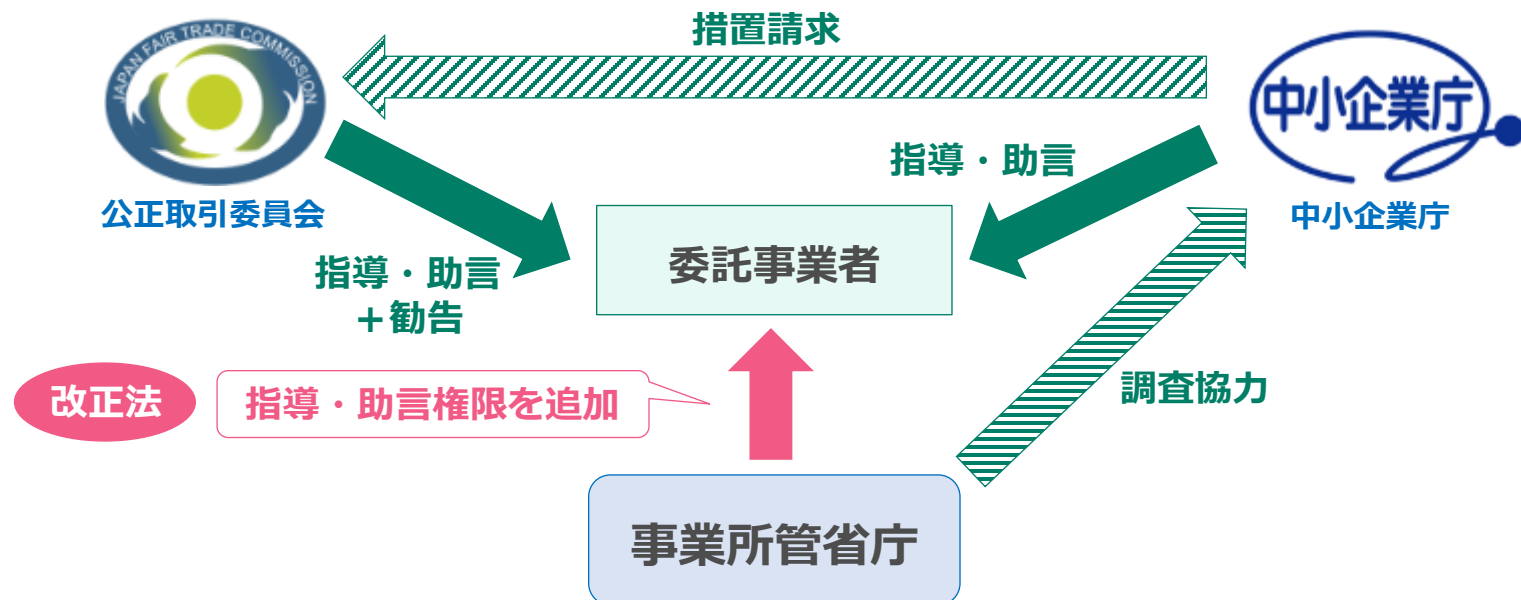 措置請求
JAPAN FAIR TRADE COMMISSION
中小企業庁
公正取引委員会
指導・助言
中小企業庁
委託事業者
指導・助言
+勧告
改正法
指導・助言権限を追加
調査協力
事業所管省庁